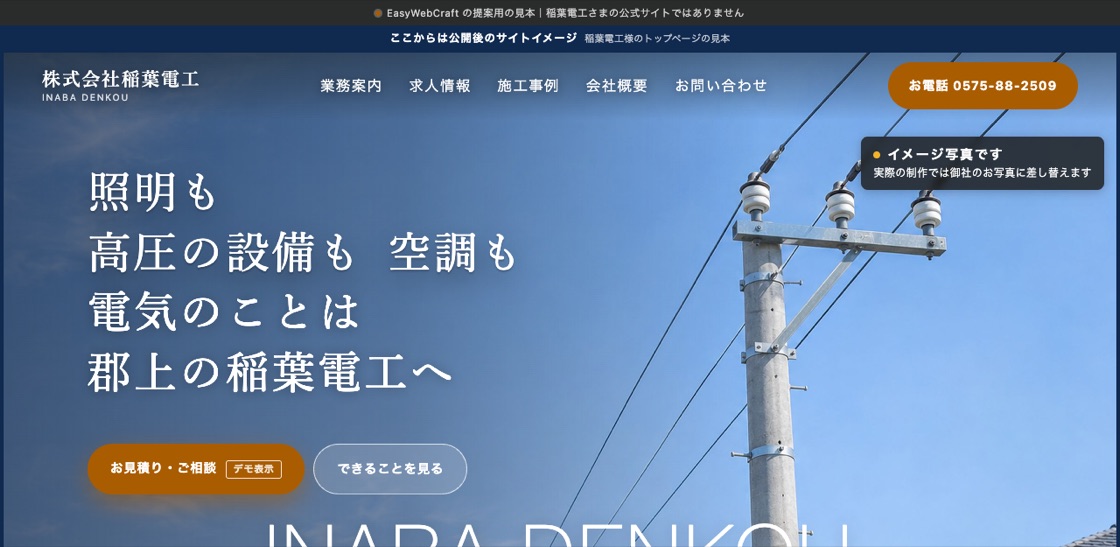 EasyWebCraft の提案用の見本｜稲葉電工さまの公式サイトではありません
ここからは公開後のサイトイメージ 稲葉電工様のトップページの見本
株式会社稲葉電工
INABA DENKOU
業務案内 求人情報 施工事例 会社概要 お問い合わせ
お電話 0575-88-2509
イメージ写真です
実際の制作では御社のお写真に差し替えます
照明も
高圧の設備も 空調も
電気のことは
郡上の稲葉電工へ
お見積り・ご相談 デモ表示
できることを見る
INABA DENKOU